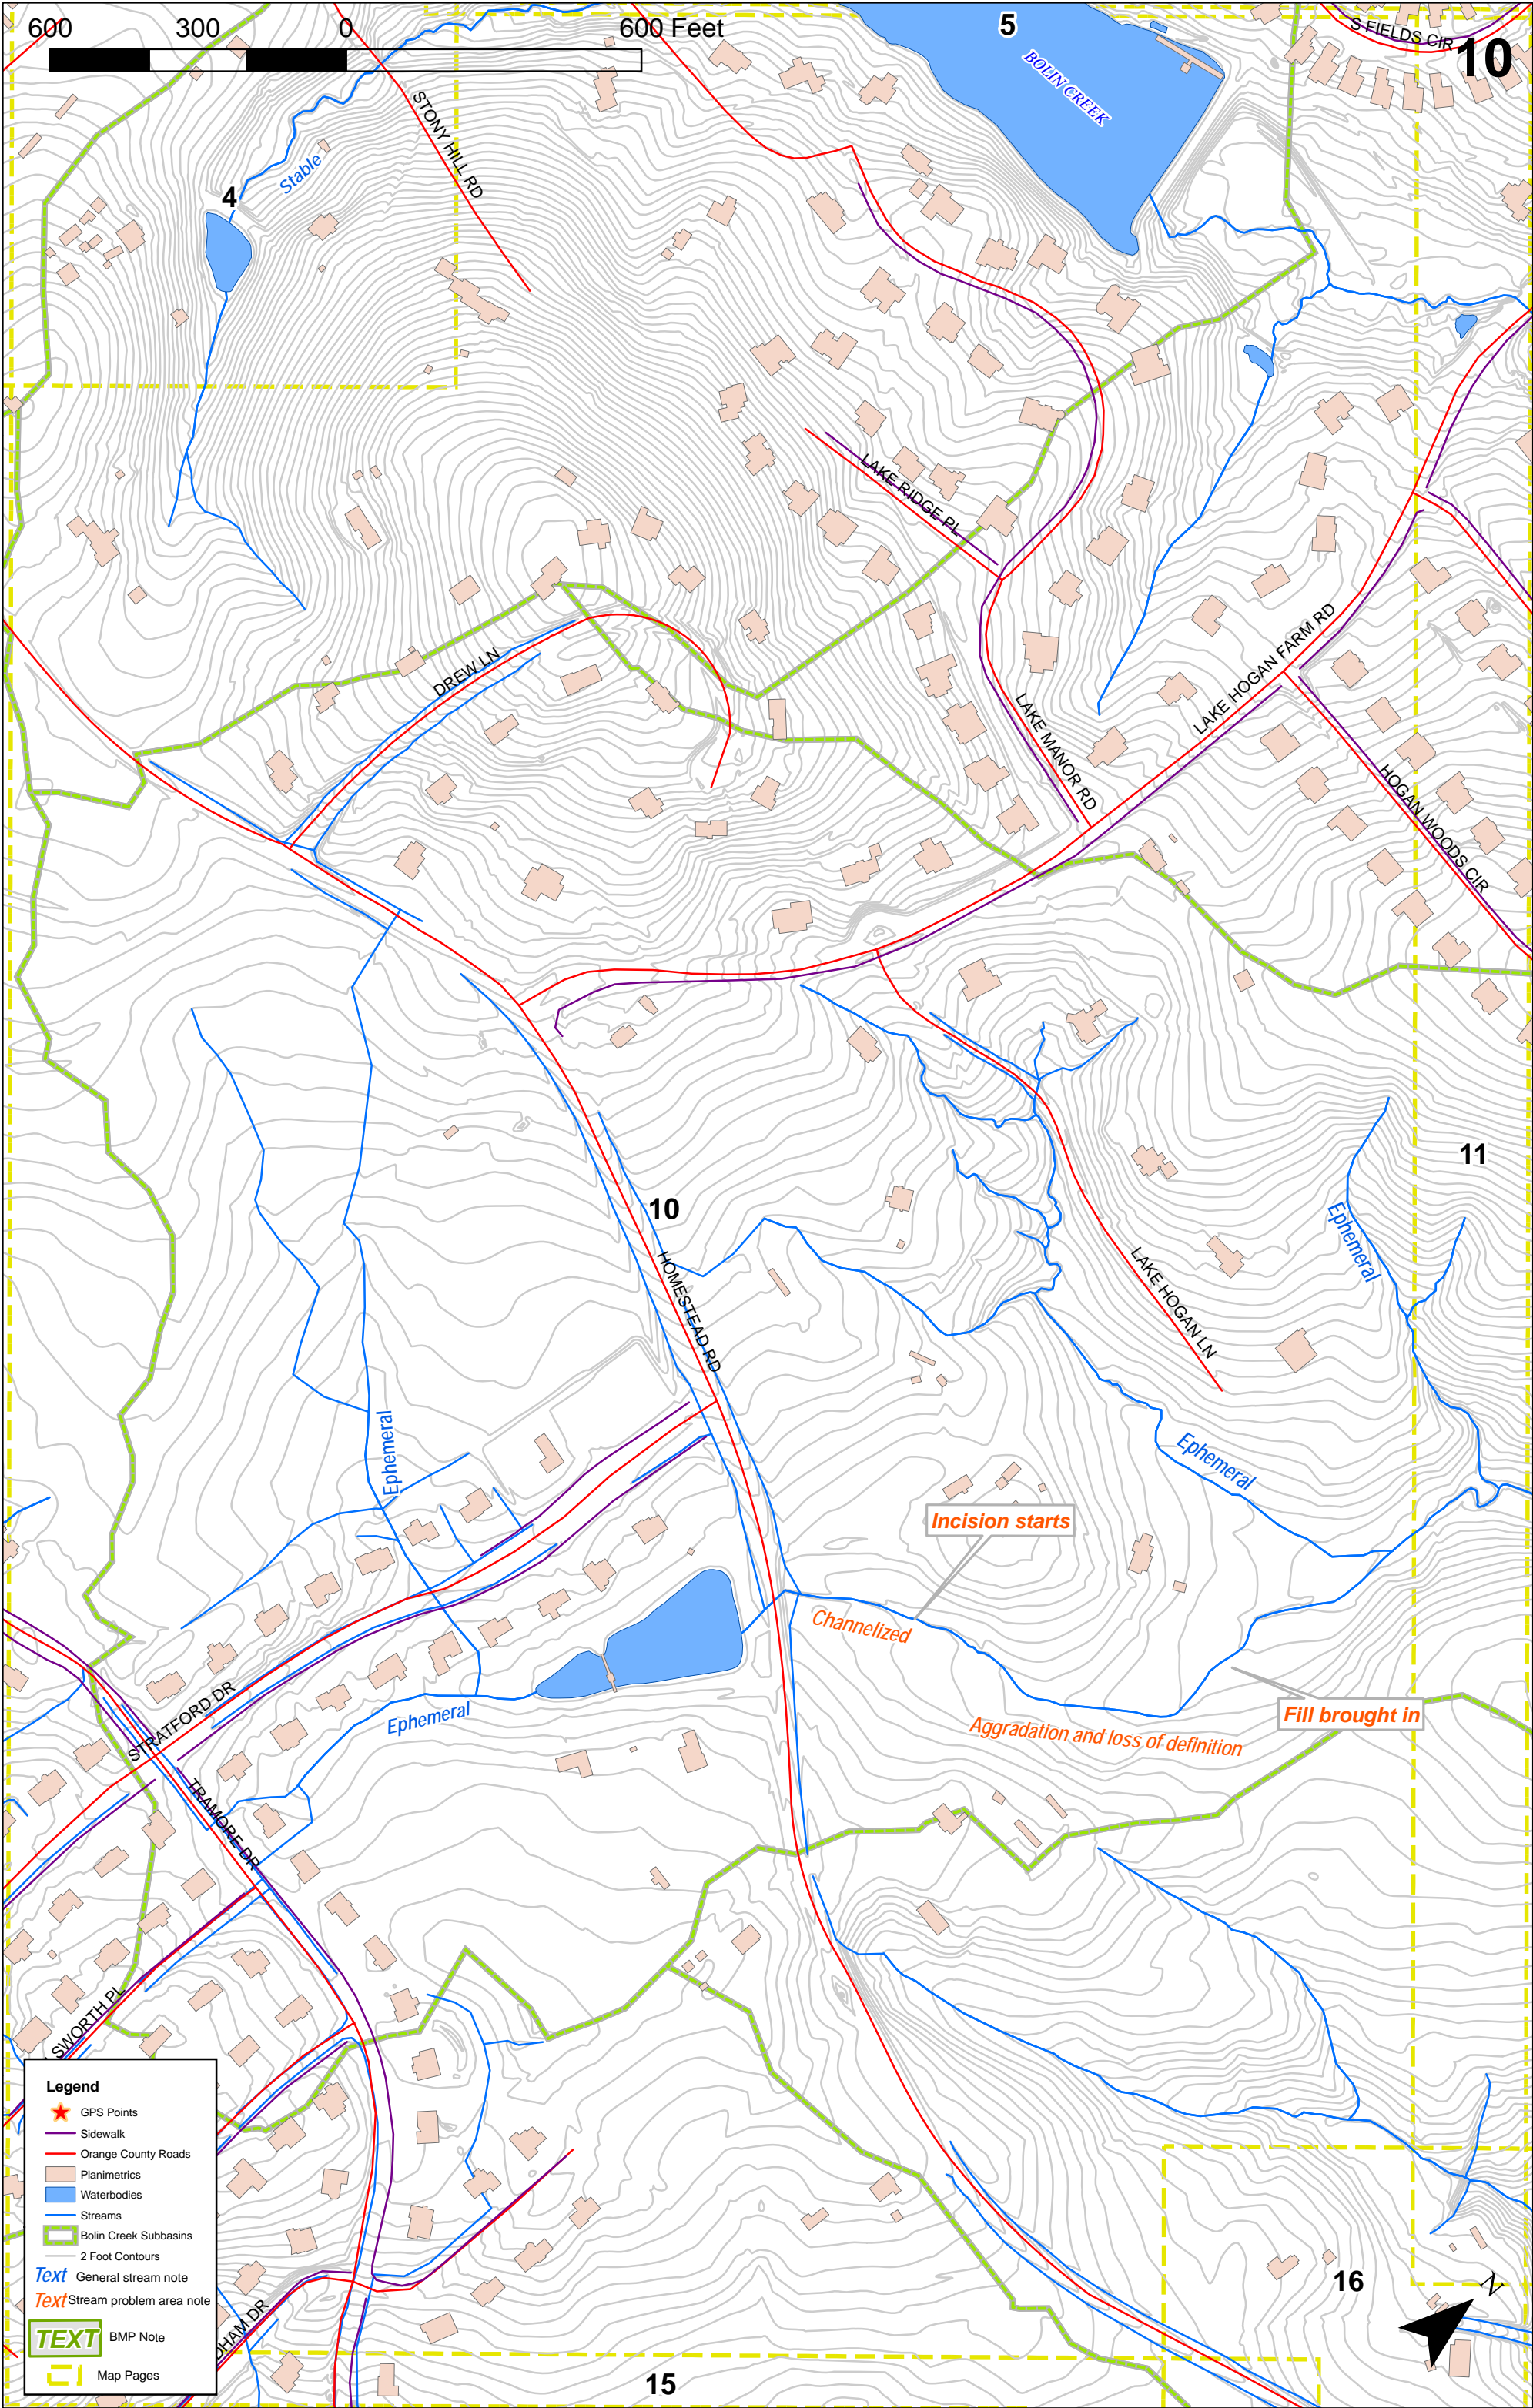 600 300 0 600 Feet
5
S FIELDS CIR
10
BOLIN CREEK
STONY HILL RD
Stable
4
LAKE RIDGE PL
DREW LN
LAKE HOGAN FARM RD
LAKE MANOR RD
HOGAN WOODS CIR
11
10
Ephemeral
HOMESTEAD RD
LAKE HOGAN LN
Ephemeral
Ephemeral
Incision starts
Channelized
STRATFORD DR
Ephemeral
Fill brought in
Aggradation and loss of definition
TRAMORE DR
SWORTH PL
Legend
GPS Points
Sidewalk
Orange County Roads
Planimetrics
Waterbodies
Streams
Bolin Creek Subbasins
2 Foot Contours
Text General stream note
Text Stream problem area note
TEXT BMP Note
Map Pages
DHAM DR
16
N
15